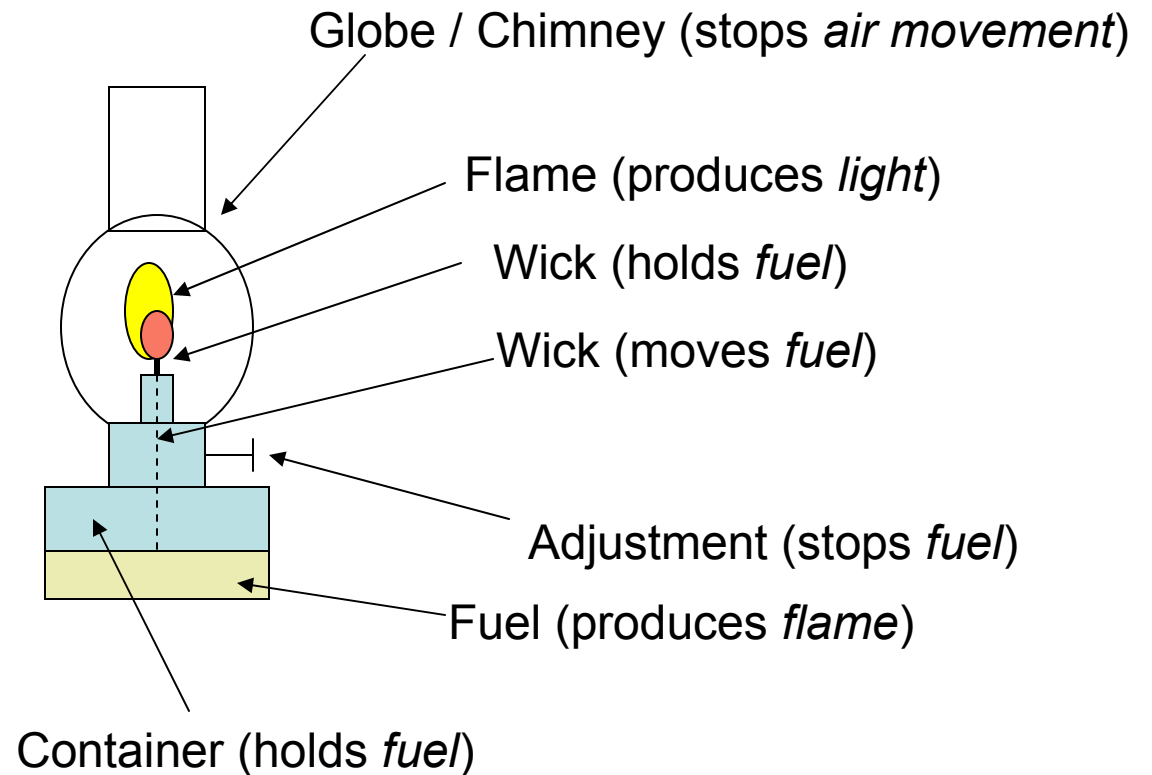 Globe / Chimney (stops air movement)
Flame (produces light)
Wick (holds fuel)
Wick (moves fuel)
Adjustment (stops fuel)
Fuel (produces flame)
Container (holds fuel)